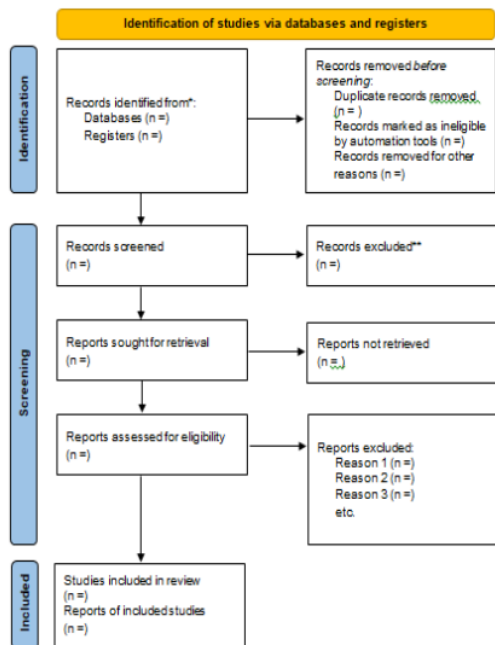 Identification of studies via databases and registers
Identification
Records identified from*:
Databases (n =)
Registers (n =)
Records removed before
screening:
Duplicate records removed
(n = )
Records marked as ineligible
by automation tools (n =)
Records removed for other
reasons (n =)
Screening
Records screened
(n =)
Records excluded**
(n =)
Reports sought for retrieval
(n =)
Reports not retrieved
(n = )
Reports assessed for eligibility
(n =)
Reports excluded:
Reason 1 (n =)
Reason 2 (n =)
Reason 3 (n =)
etc.
Included
Studies included in review
(n =)
Reports of included studies
(n =)